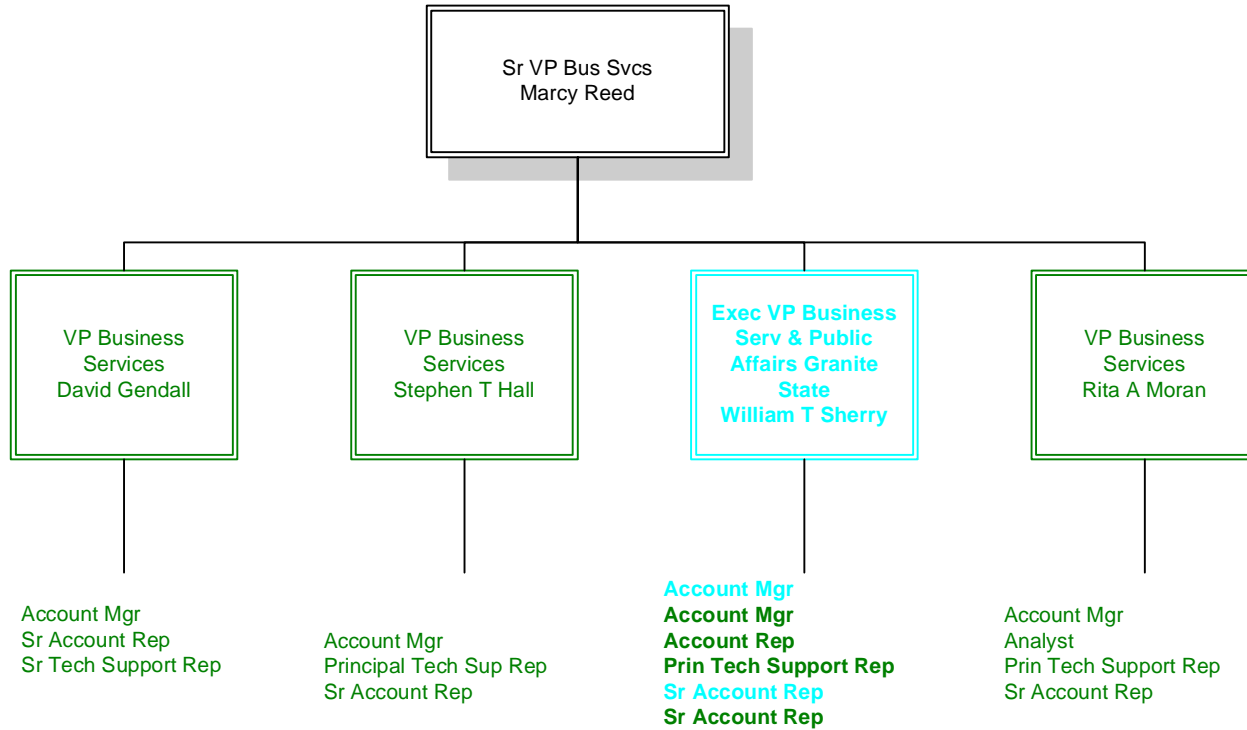 Sr VP Bus Svcs
Marcy Reed
VP Business
Services
David Gendall
VP Business
Services
Stephen T Hall
Exec VP Business
Serv & Public
Affairs Granite
State
William T Sherry
VP Business
Services
Rita A Moran
Account Mgr
Sr Account Rep
Sr Tech Support Rep
Account Mgr
Principal Tech Sup Rep
Sr Account Rep
Account Mgr
Account Mgr
Account Rep
Prin Tech Support Rep
Sr Account Rep
Sr Account Rep
Account Mgr
Analyst
Prin Tech Support Rep
Sr Account Rep